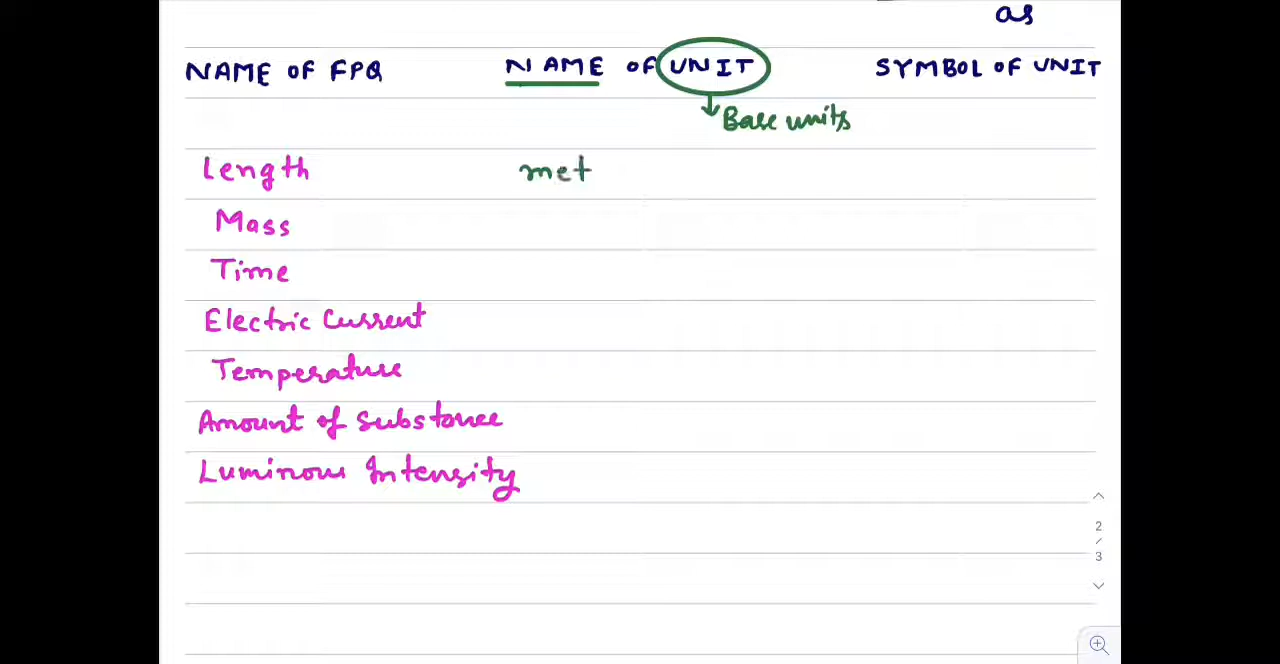 as
NAME OF FPQ NAME OF UNIT SYMBOL OF UNIT
Base units
Length met
Mass
Time
Electric Current
Temperature
Amount of Substance
Luminous Intensity
2
3